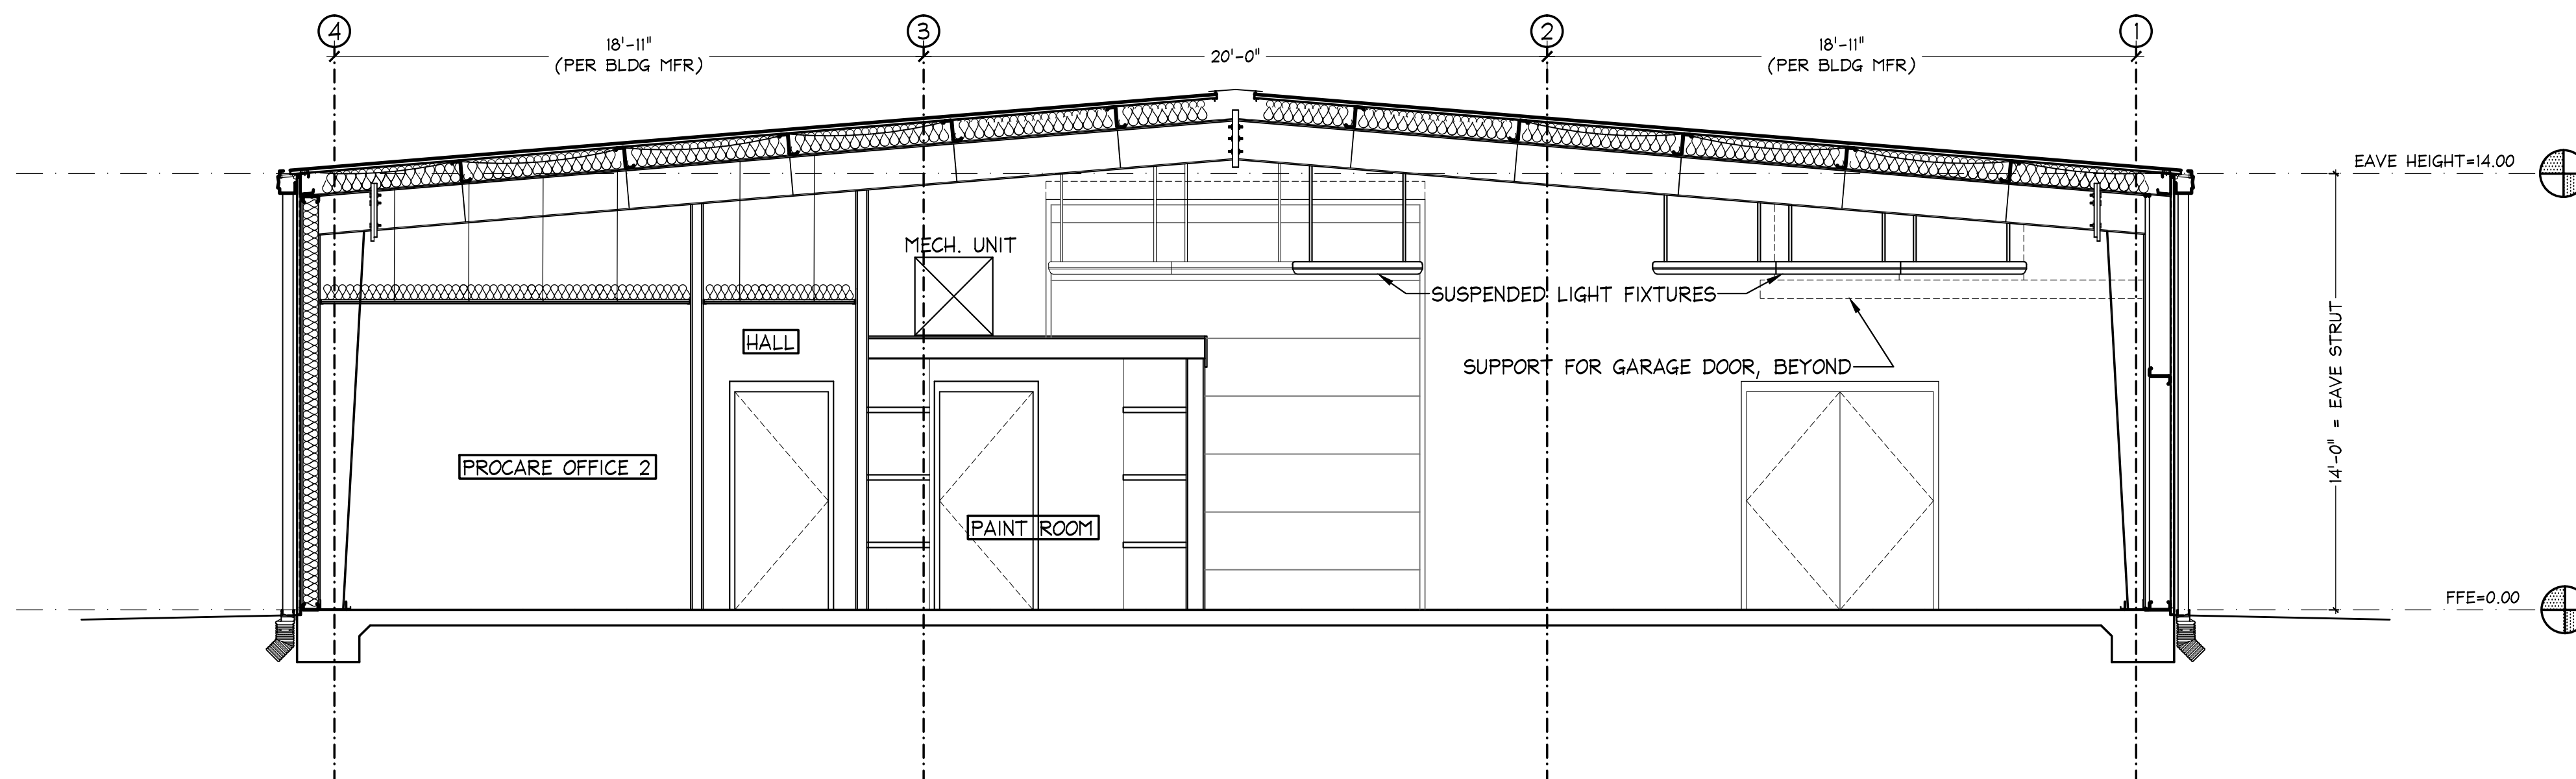 4
3
2
1
18'-11"
(PER BLDG MFR)
20'-0"
18'-11"
(PER BLDG MFR)
EAVE HEIGHT=14.00
MECH. UNIT
SUSPENDED LIGHT FIXTURES
HALL
SUPPORT FOR GARAGE DOOR, BEYOND
14'-0" = EAVE STRUT
PROCARE OFFICE 2
PAINT ROOM
FFE=0.00